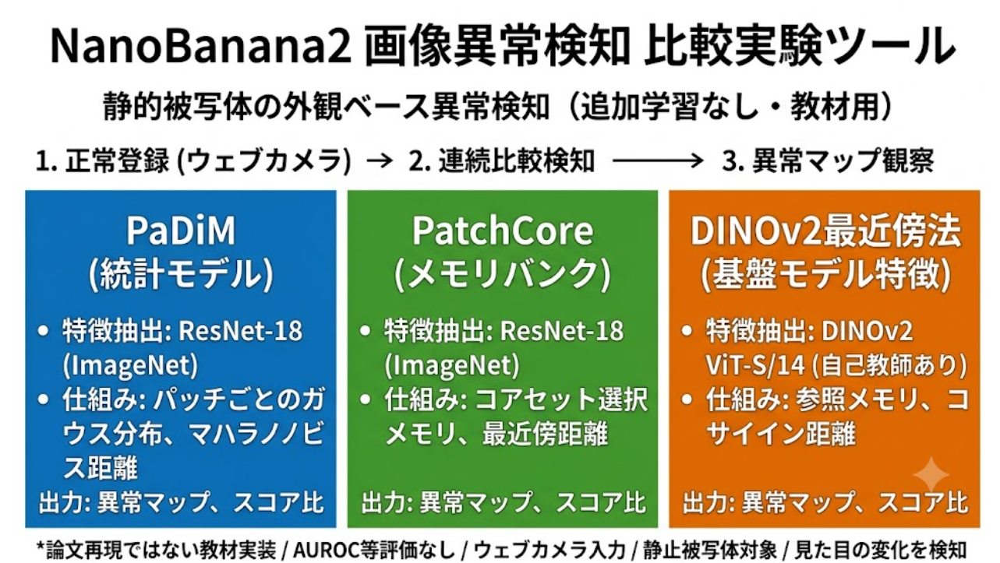 NanoBanana2 画像異常検知 比較実験ツール
静的被写体の外観ベース異常検知（追加学習なし・教材用）
1. 正常登録 (ウェブカメラ) → 2. 連続比較検知 → 3. 異常マップ観察
PaDiM
(統計モデル)
• 特徴抽出: ResNet-18
(ImageNet)
• 仕組み: パッチごとのガ
ウス分布、マハラノノビ
ス距離
出力: 異常マップ、スコア比
PatchCore
(メモリバンク)
• 特徴抽出: ResNet-18
(ImageNet)
• 仕組み: コアセット選択
メモリ、最近傍距離
出力: 異常マップ、スコア比
DINOv2最近傍法
(基盤モデル特徴)
• 特徴抽出: DINOv2
ViT-S/14 (自己教師あり)
• 仕組み: 参照メモリ、コ
サイイン距離
出力: 異常マップ、スコア比
*論文再現ではない教材実装 / AUROC等評価なし / ウェブカメラ入力 / 静止被写体対象 / 見た目の変化を検知